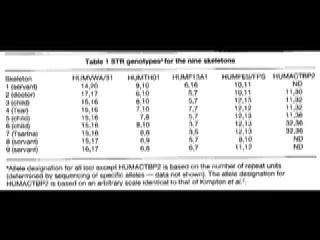 Table 1 STR genotypes* for the nine skeletons
Skeleton HUMVWA/31 HUMTH01 HUMF13A1 HUMFES/FPS HUMACTBP2
1 (servant) 14,20 9,10 6,16 10,11 ND
2 (doctor) 17,17 6,10 5,7 10,11 11,30
3 (child) 15,16 8,10 5,7 12,13 11,32
4 (Tsar) 15,16 7,10 7,7 12,12 11,32
5 (child) 15,16 7,8 5,7 12,13 11,36
6 (child) 15,16 8,10 3,7 12,13 32,36
7 (Tsarina) 15,16 8,8 3,5 12,13 32,36
8 (servant) 15,17 6,9 5,7 8,10 ND
9 (servant) 16,17 6,6 6,7 11,12 ND
*Allele designation for all loci except HUMACTBP2 is based on the number of repeat units
(determined by sequencing of specific alleles — data not shown). The allele designation for
HUMACTBP2 is based on an arbitrary scale identical to that of Kimpton et al.